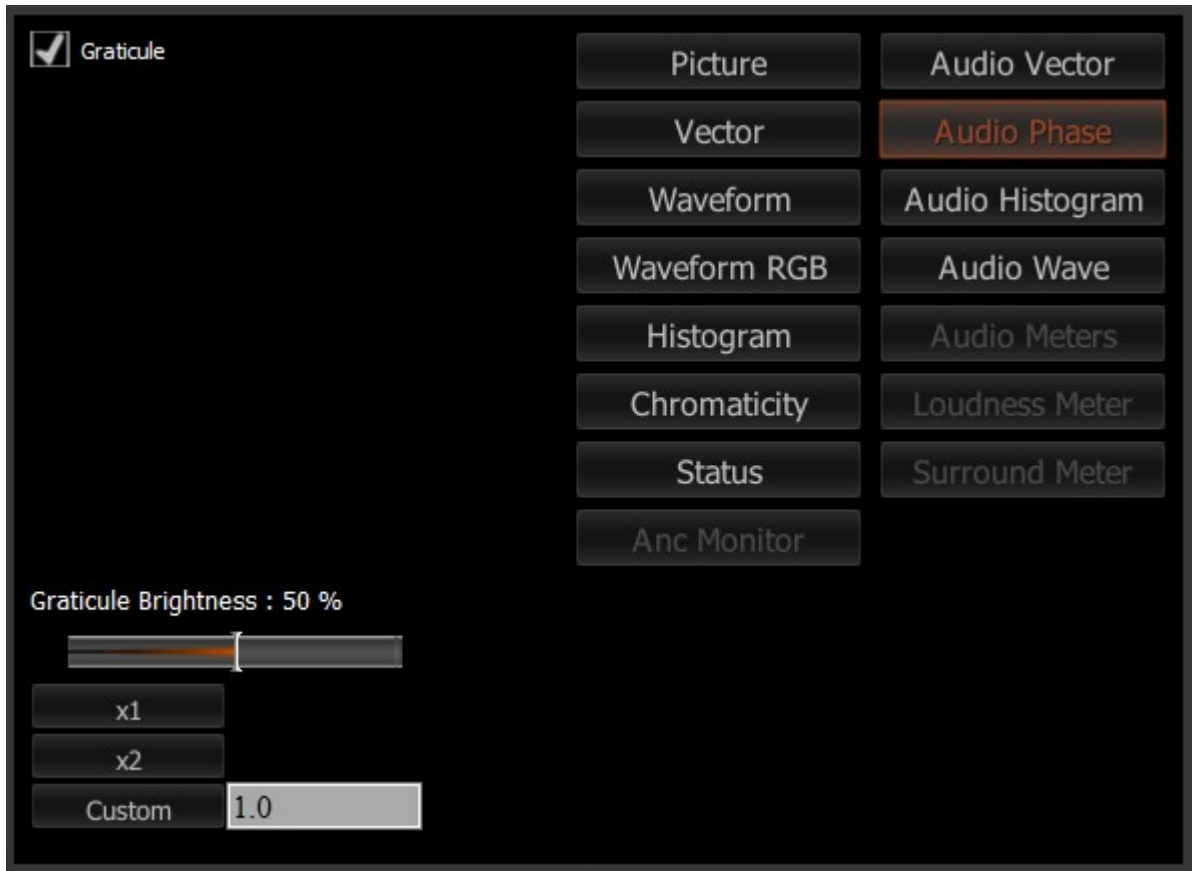 Graticule
Picture
Audio Vector
Vector
Audio Phase
Waveform
Audio Histogram
Waveform RGB
Audio Wave
Histogram
Audio Meters
Chromaticity
Loudness Meter
Status
Surround Meter
Anc Monitor
Graticule Brightness : 50 %
x1
x2
Custom
1.0